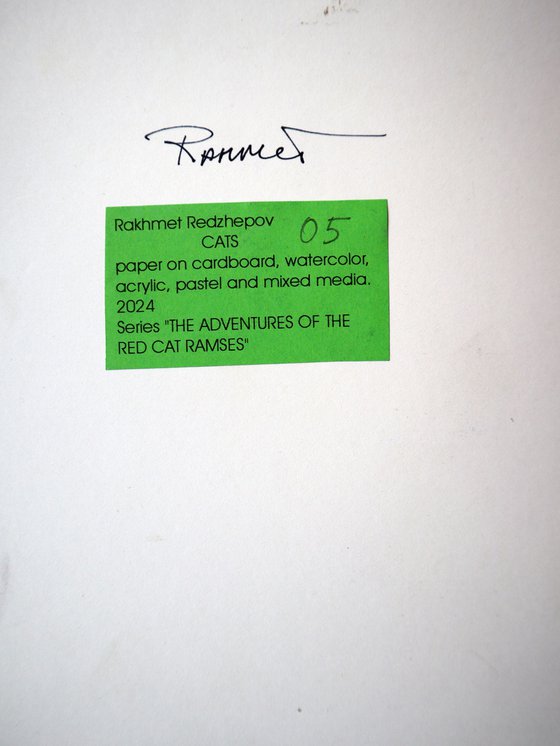 Rahmet
Rakhmet Redzhepov 05
CATS
paper on cardboard, watercolor,
acrylic, pastel and mixed media.
2024
Series "THE ADVENTURES OF THE
RED CAT RAMSES"